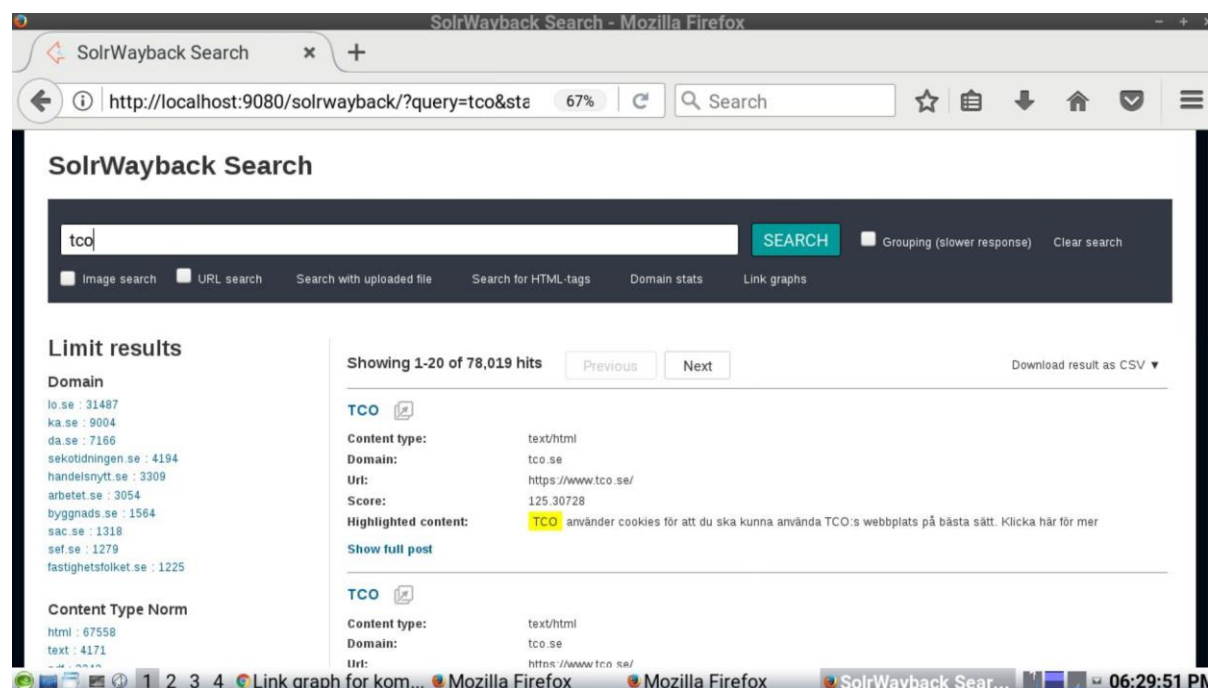 SolrWayback Search - Mozilla Firefox
SolrWayback Search
http://localhost:9080/solrwayback/?query=tco&sta 67% Search
SolrWayback Search
tco SEARCH Grouping (slower response) Clear search
Image search URL search Search with uploaded file Search for HTML-tags Domain stats Link graphs
Limit results
Domain
lo.se : 31487
ka.se : 9004
da.se : 7166
sekotidningen.se : 4194
handelsnytt.se : 3309
arbetet.se : 3054
byggnads.se : 1564
sac.se : 1318
sef.se : 1279
fastighetsfolket.se : 1225
Content Type Norm
html : 67558
text : 4171
Showing 1-20 of 78,019 hits Previous Next Download result as CSV ▼
TCO
Content type: text/html
Domain: tco.se
Url: https://www.tco.se/
Score: 125.30728
Highlighted content: TCO använder cookies för att du ska kunna använda TCO:s webbplats på bästa sätt. Klicka här för mer
Show full post
TCO
Content type: text/html
Domain: tco.se
Url: https://www.tco.se/
1 2 3 4 Link graph for kom... Mozilla Firefox Mozilla Firefox SolrWayback Sear... 06:29:51 PM